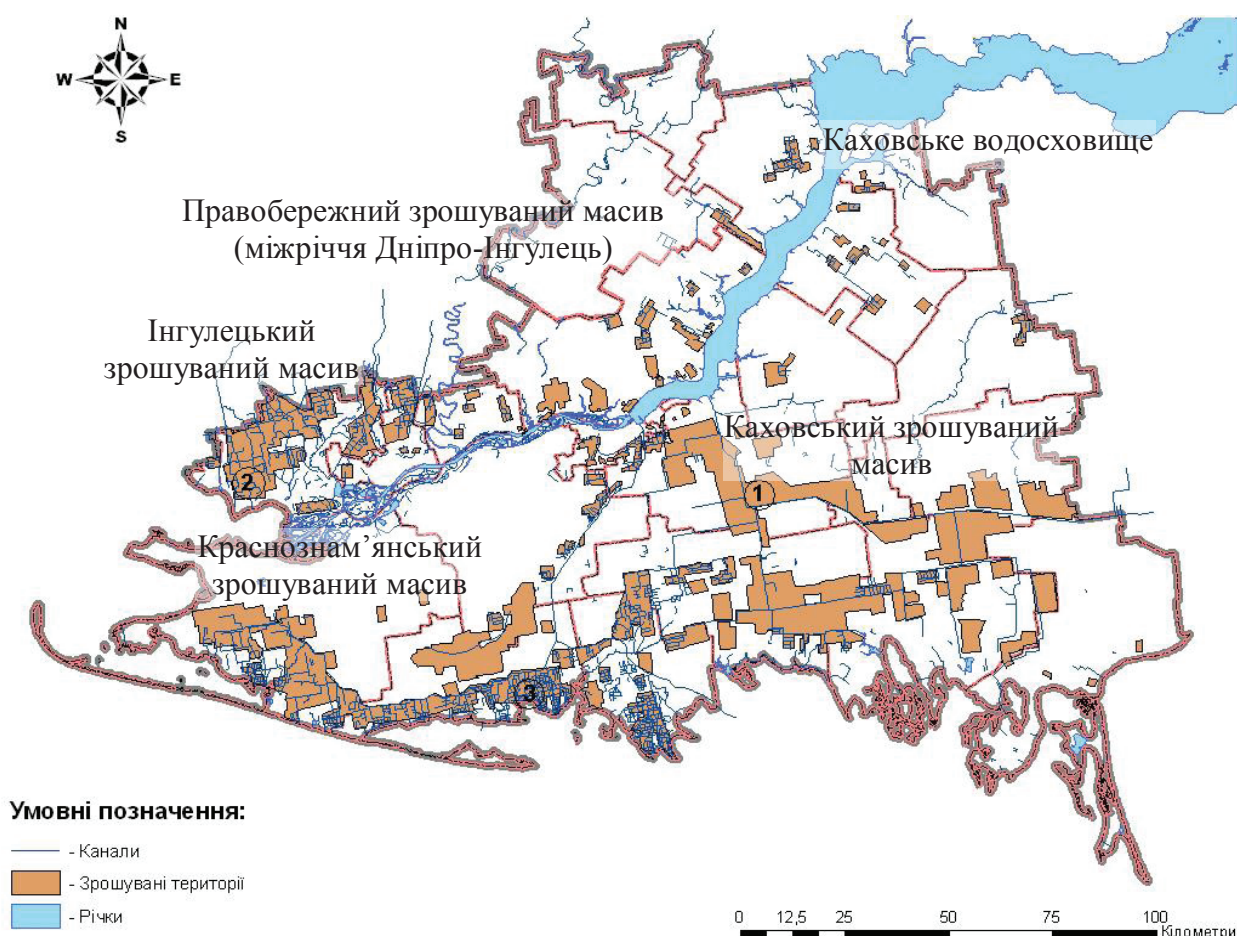 N
W E
S
Каховське водосховище
Правобережний зрошуваний масив
(міжріччя Дніпро-Інгулець)
Інгулецький
зрошуваний масив
Каховський зрошуваний
масив
1
2
Краснознам’янський
зрошуваний масив
3
Умовні позначення:
- Канали
- Зрошувані території
- Річки
0 12,5 25 50 75 100
Кілометри